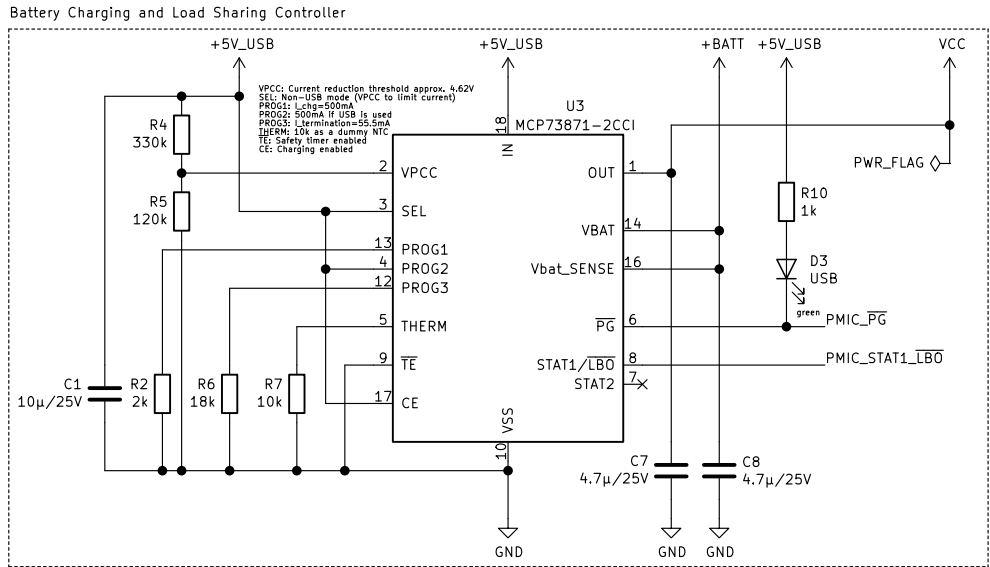 Battery Charging and Load Sharing Controller
+5V_USB
+5V_USB
+BATT
+5V_USB
VCC
VPCC: Current reduction threshold approx. 4.62V
SEL: Non-USB mode (VPCC to limit current)
PROG1: I_chg=500mA
PROG2: 500mA if USB is used
PROG3: I_termination=55.5mA
THERM: 10k as a dummy NTC
TE: Safety timer enabled
CE: Charging enabled
U3
MCP73871-2CCI
18
IN
R4
330k
R5
120k
2
VPCC
3
SEL
13
PROG1
4
PROG2
12
PROG3
5
THERM
9
TE
17
CE
10
VSS
OUT
1
VBAT
14
Vbat_SENSE
16
PG
6
STAT1/LBO
8
STAT2
7
PWR_FLAG
R10
1k
D3
USB
green
PMIC_PG
PMIC_STAT1_LBO
C1
10µ/25V
R2
2k
R6
18k
R7
10k
C7
4.7µ/25V
C8
4.7µ/25V
GND
GND
GND